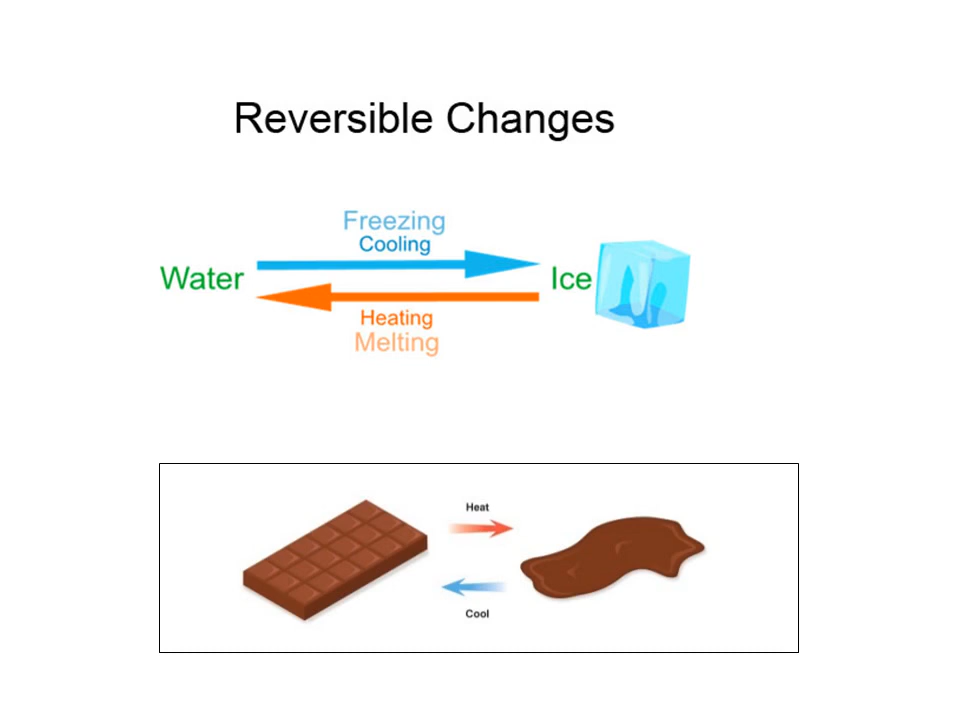 Reversible Changes
Freezing
Cooling
Water
Ice
Heating
Melting
Heat
Cool